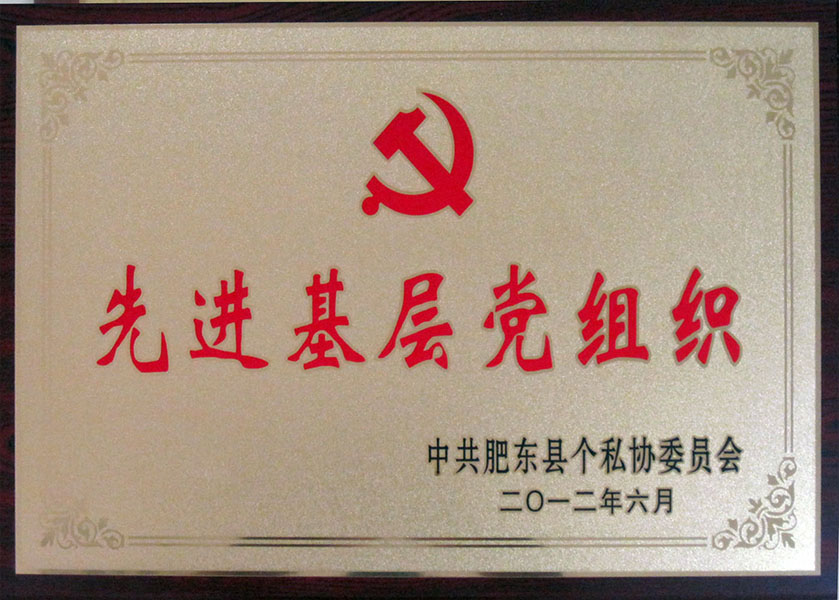 先进基层党组织
中共肥东县个私协委员会
二〇一二年六月